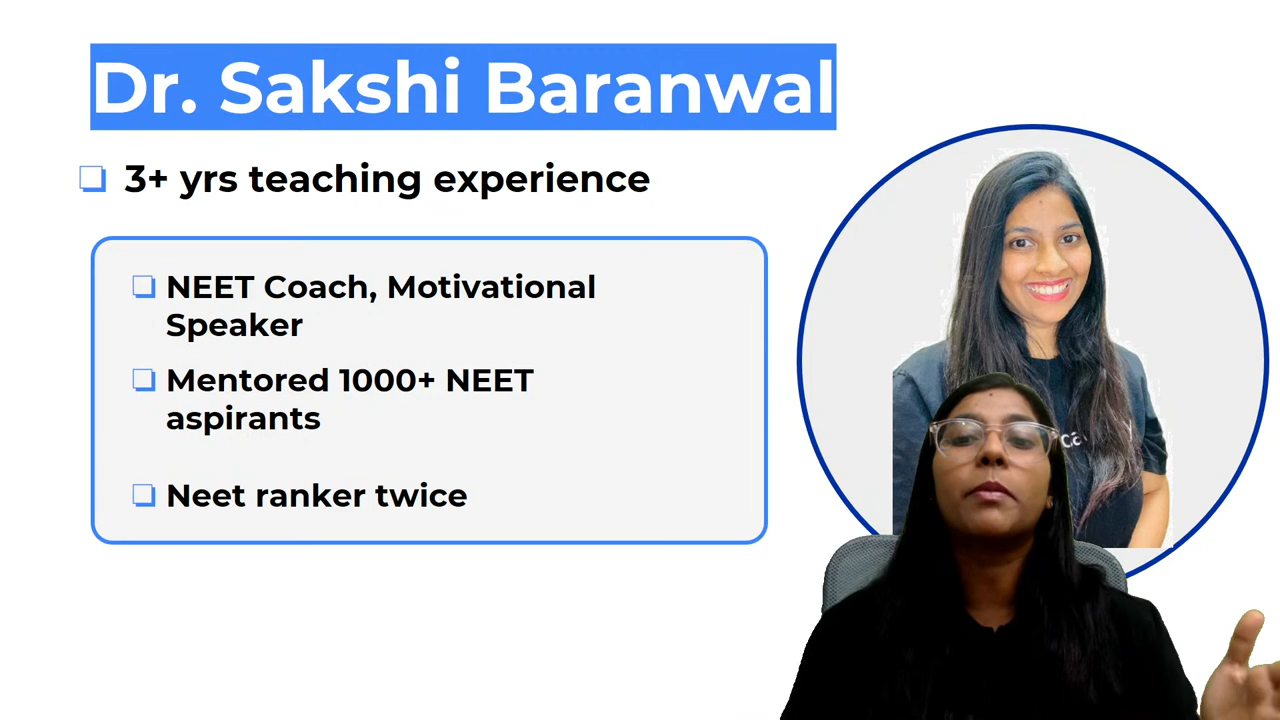 Dr. Sakshi Baranwal
3+ yrs teaching experience
NEET Coach, Motivational
Speaker
Mentored 1000+ NEET
aspirants
Neet ranker twice